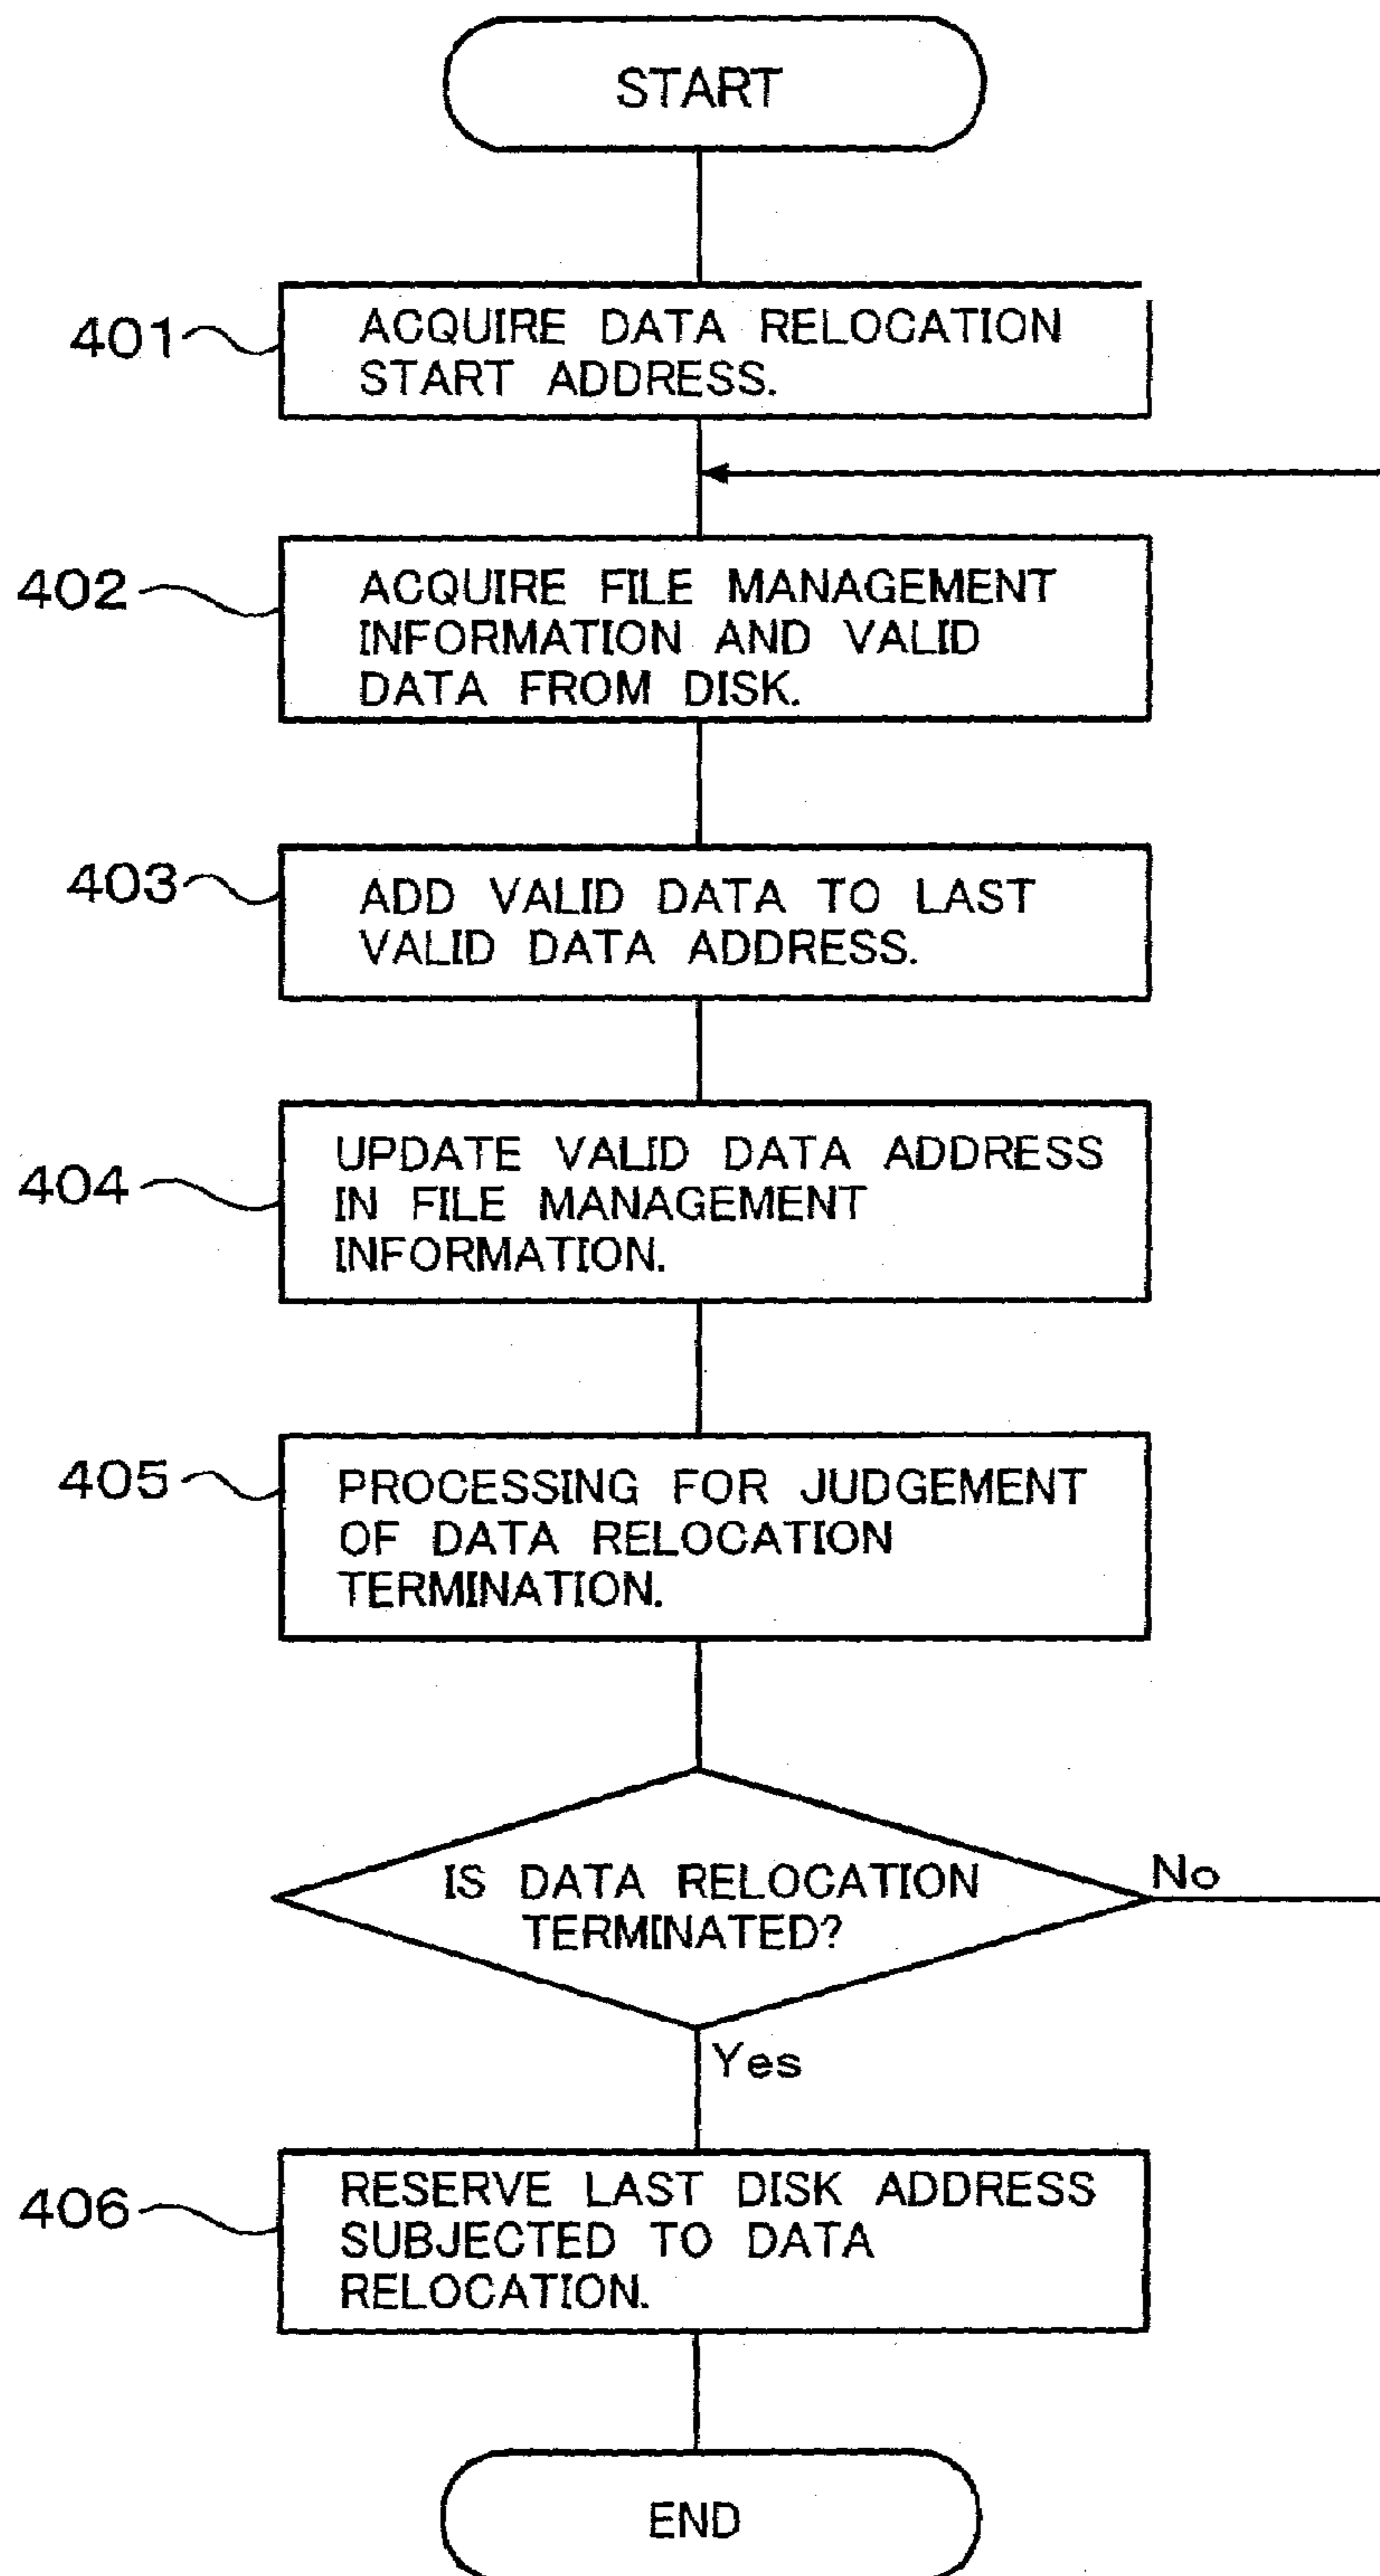 START
401
ACQUIRE DATA RELOCATION
START ADDRESS.
402
ACQUIRE FILE MANAGEMENT
INFORMATION AND VALID
DATA FROM DISK.
403
ADD VALID DATA TO LAST
VALID DATA ADDRESS.
404
UPDATE VALID DATA ADDRESS
IN FILE MANAGEMENT
INFORMATION.
405
PROCESSING FOR JUDGEMENT
OF DATA RELOCATION
TERMINATION.
IS DATA RELOCATION
TERMINATED?
No
Yes
406
RESERVE LAST DISK ADDRESS
SUBJECTED TO DATA
RELOCATION.
END